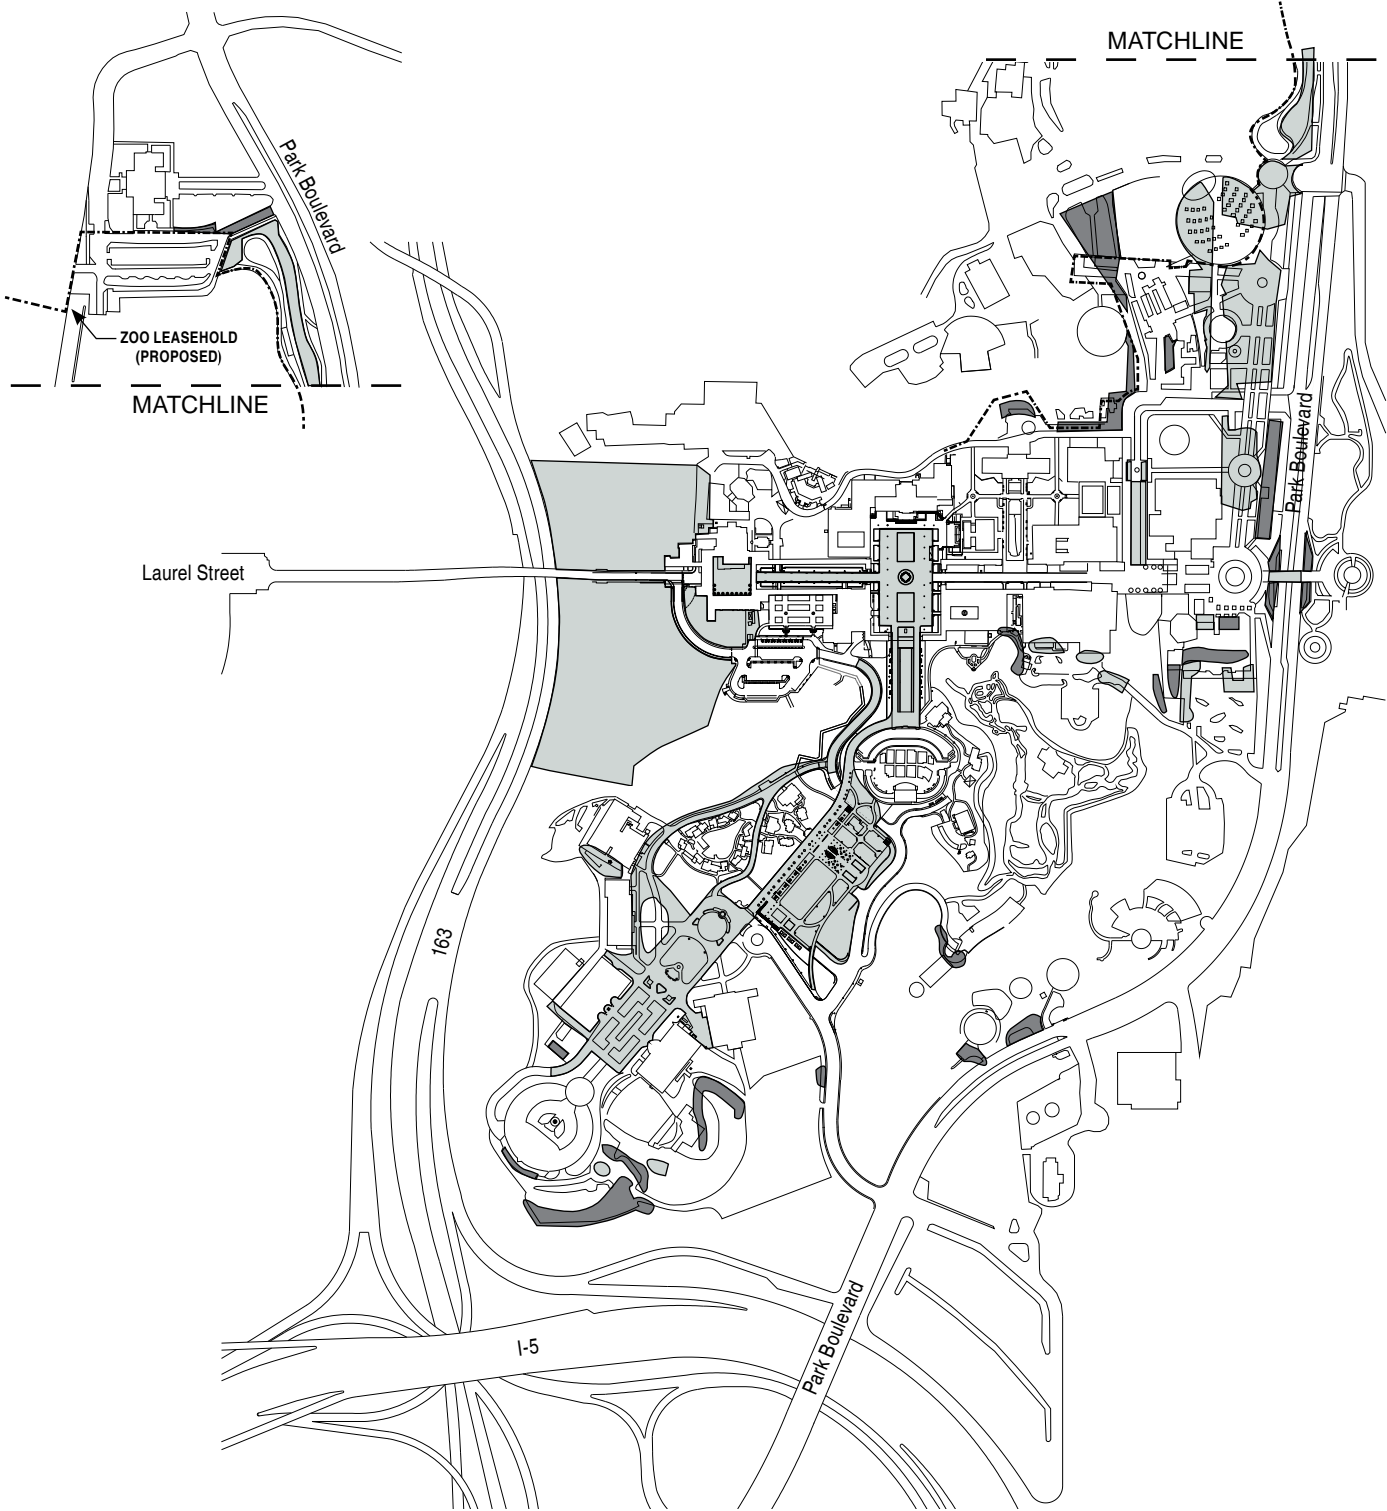 MATCHLINE
Park Boulevard
ZOO LEASEHOLD
(PROPOSED)
MATCHLINE
Park Boulevard
Laurel Street
163
I-5
Park Boulevard